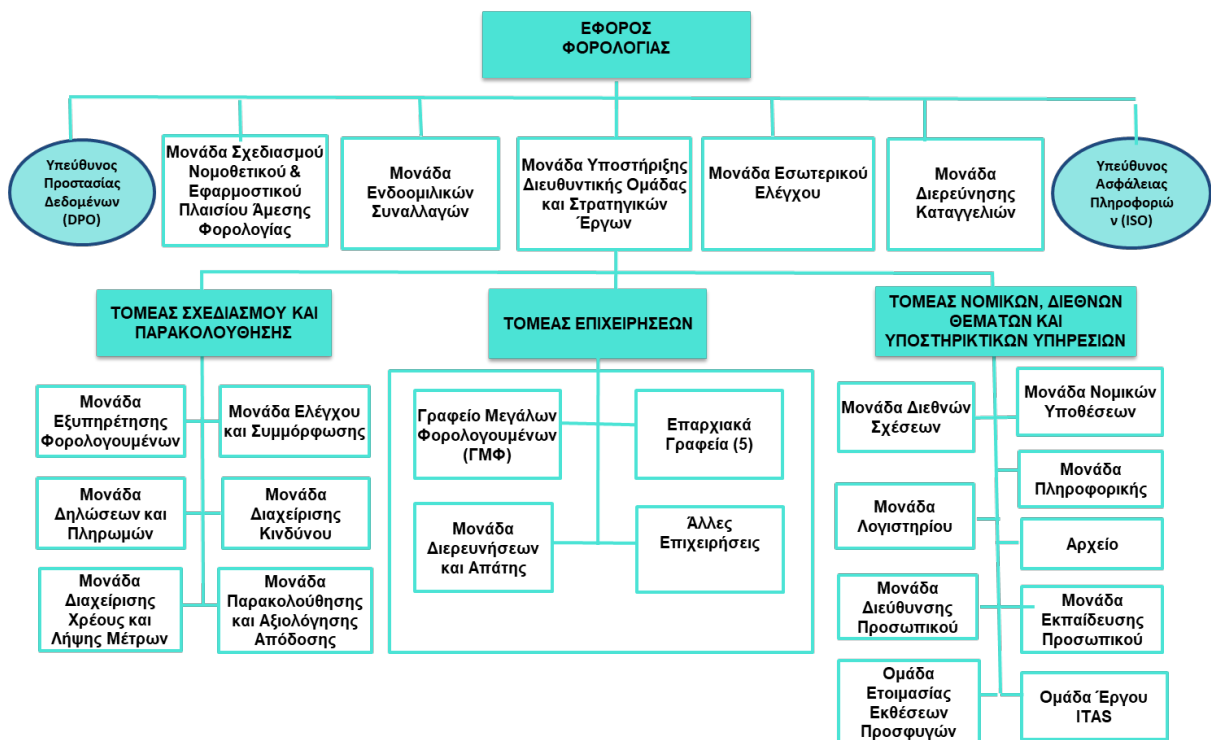 ΕΦΟΡΟΣ
ΦΟΡΟΛΟΓΙΑΣ
Υπεύθυνος
Προστασίας
Δεδομένων
(DPO)
Μονάδα Σχεδιασμού
Νομοθετικού &
Εφαρμοστικού
Πλαισίου Άμεσης
Φορολογίας
Μονάδα
Ενδοομιλικών
Συναλλαγών
Μονάδα Υποστήριξης
Διευθυντικής Ομάδας
και Στρατηγικών
Έργων
Μονάδα Εσωτερικού
Ελέγχου
Μονάδα
Διερεύνησης
Καταγγελιών
Υπεύθυνος
Ασφάλειας
Πληροφοριώ
ν (ISO)
ΤΟΜΕΑΣ ΣΧΕΔΙΑΣΜΟΥ ΚΑΙ
ΠΑΡΑΚΟΛΟΥΘΗΣΗΣ
ΤΟΜΕΑΣ ΕΠΙΧΕΙΡΗΣΕΩΝ
ΤΟΜΕΑΣ ΝΟΜΙΚΩΝ, ΔΙΕΘΝΩΝ
ΘΕΜΑΤΩΝ ΚΑΙ
ΥΠΟΣΤΗΡΙΚΤΙΚΩΝ ΥΠΗΡΕΣΙΩΝ
Μονάδα
Εξυπηρέτησης
Φορολογουμένων
Μονάδα Ελέγχου
και Συμμόρφωσης
Μονάδα
Δηλώσεων και
Πληρωμών
Μονάδα
Διαχείρισης
Κινδύνου
Μονάδα
Διαχείρισης
Χρέους και
Λήψης Μέτρων
Μονάδα
Παρακολούθησης
και Αξιολόγησης
Απόδοσης
Γραφείο Μεγάλων
Φορολογουμένων
(ΓΜΦ)
Επαρχιακά
Γραφεία (5)
Μονάδα
Διερευνήσεων
και Απάτης
Άλλες
Επιχειρήσεις
Μονάδα Διεθνών
Σχέσεων
Μονάδα Νομικών
Υποθέσεων
Μονάδα
Πληροφορικής
Μονάδα
Λογιστηρίου
Αρχείο
Μονάδα
Διεύθυνσης
Προσωπικού
Μονάδα
Εκπαίδευσης
Προσωπικού
Ομάδα
Ετοιμασίας
Εκθέσεων
Προσφυγών
Ομάδα Έργου
ITAS